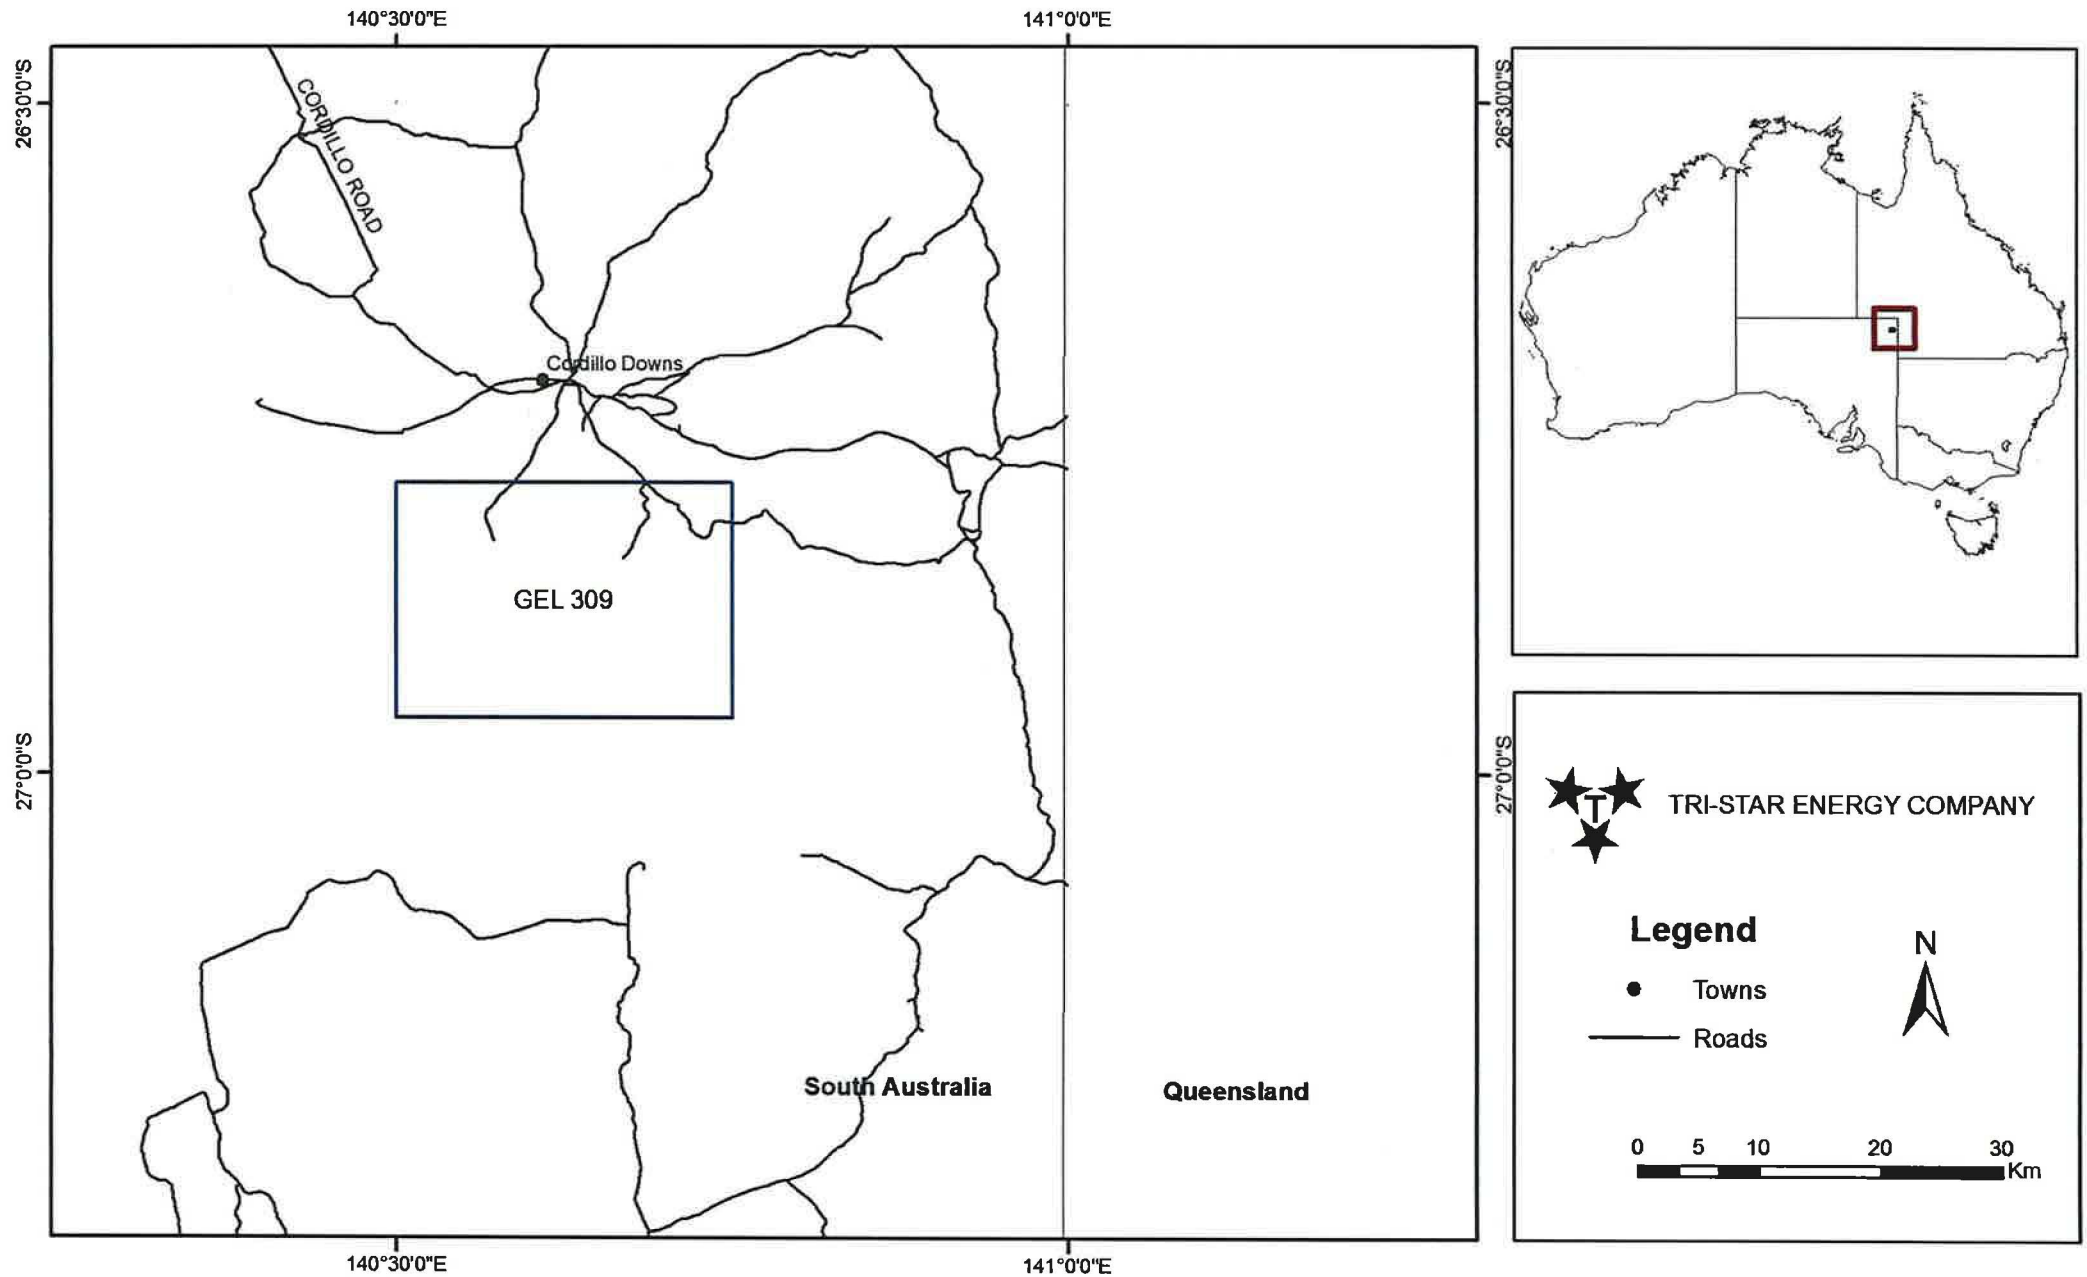 140°30'0"E
141°0'0"E
26°30'0"S
26°30'0"S
CORDILLO ROAD
Cordillo Downs
GEL 309
27°0'0"S
27°0'0"S
T
TRI-STAR ENERGY COMPANY
Legend
N
Towns
Roads
South Australia
Queensland
0 5 10 20 30
Km
140°30'0"E
141°0'0"E